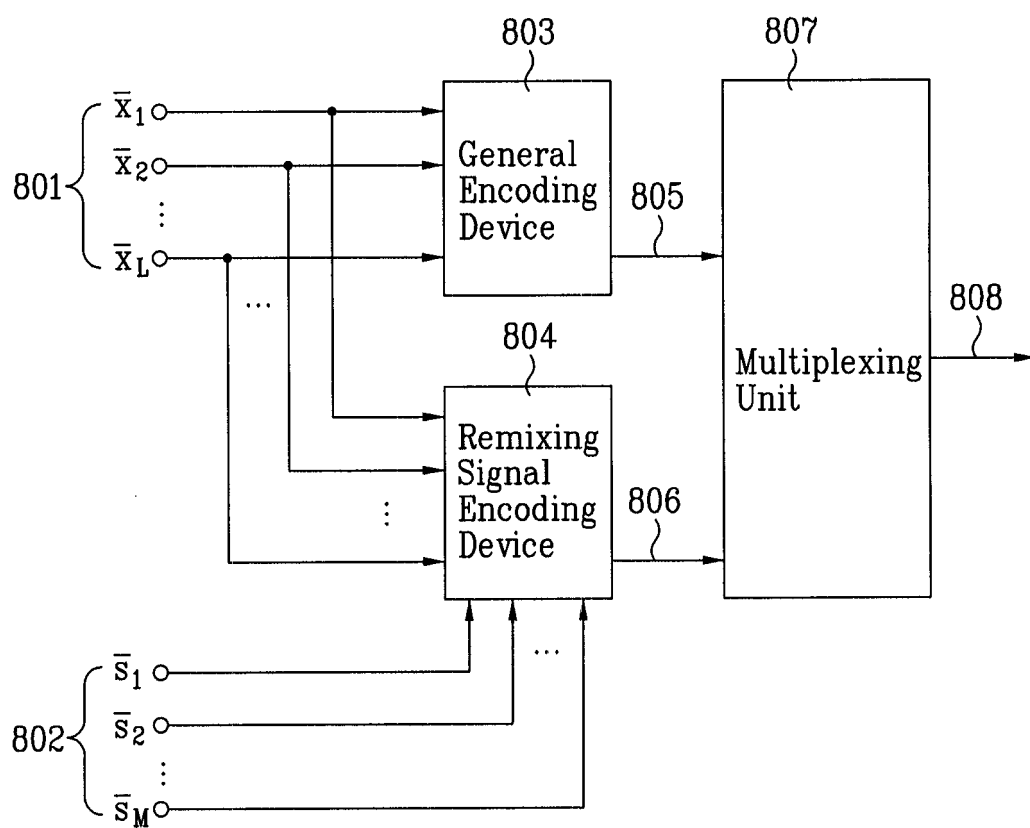 803
807
x̄1
General
Encoding
Device
801
x̄2
⋮
x̄L
805
...
808
804
Multiplexing
Unit
Remixing
Signal
Encoding
Device
⋮
806
...
s̄1
802
s̄2
⋮
s̄M